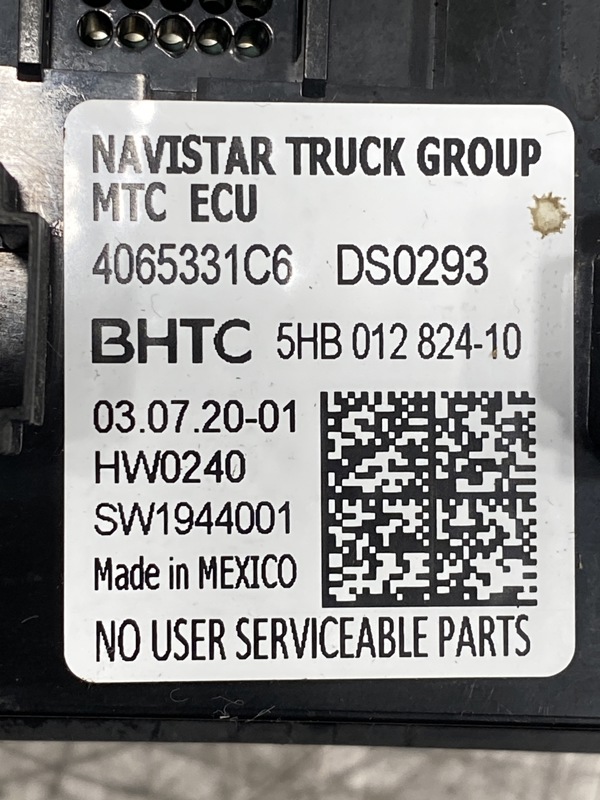 NAVISTAR TRUCK GROUP
MTC ECU
4065331C6 DS0293
BHTC 5HB 012 824-10
03.07.20-01
HW0240
SW1944001
Made in MEXICO
NO USER SERVICEABLE PARTS